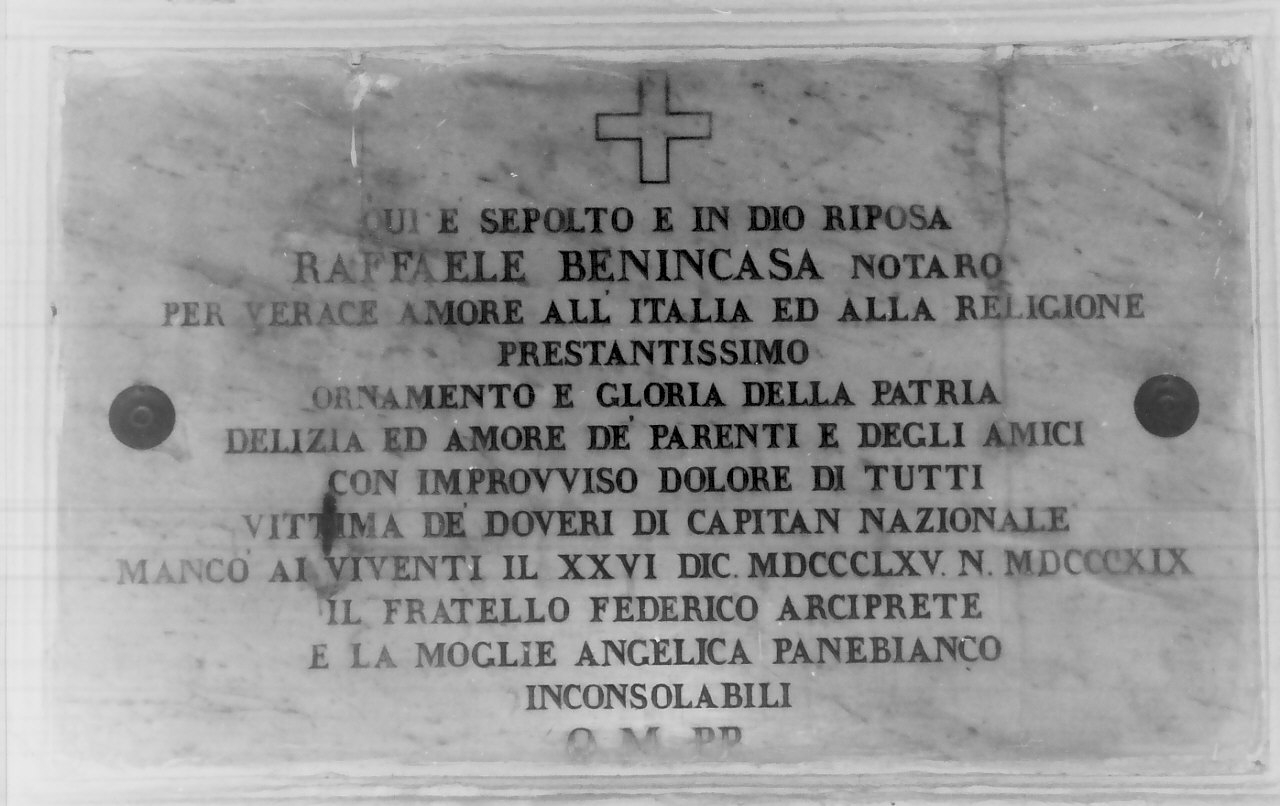 QUI E' SEPOLTO E IN DIO RIPOSA
RAFFAELE BENINCASA NOTARO
PER VERACE AMORE ALL' ITALIA ED ALLA RELIGIONE
PRESTANTISSIMO
ORNAMENTO E GLORIA DELLA PATRIA
DELIZIA ED AMORE DE' PARENTI E DEGLI AMICI
CON IMPROVVISO DOLORE DI TUTTI
VITTIMA DE' DOVERI DI CAPITAN NAZIONALE
MANCO' AI VIVENTI IL XXVI DIC. MDCCCLXV. N. MDCCCXIX
IL FRATELLO FEDERICO ARCIPRETE
E LA MOGLIE ANGELICA PANEBIANCO
INCONSOLABILI
Q. M. PP.